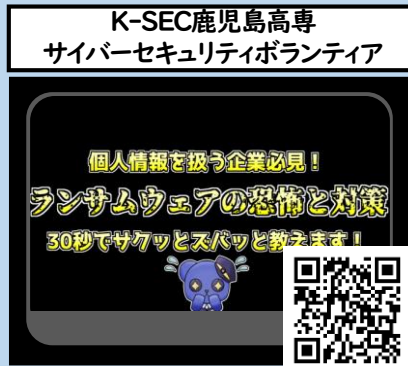 K-SEC鹿児島高専
サイバーセキュリティボランティア
個人情報を扱う企業必見！
ランサムウェアの恐怖と対策
30秒でサクッとズバッと教えます！